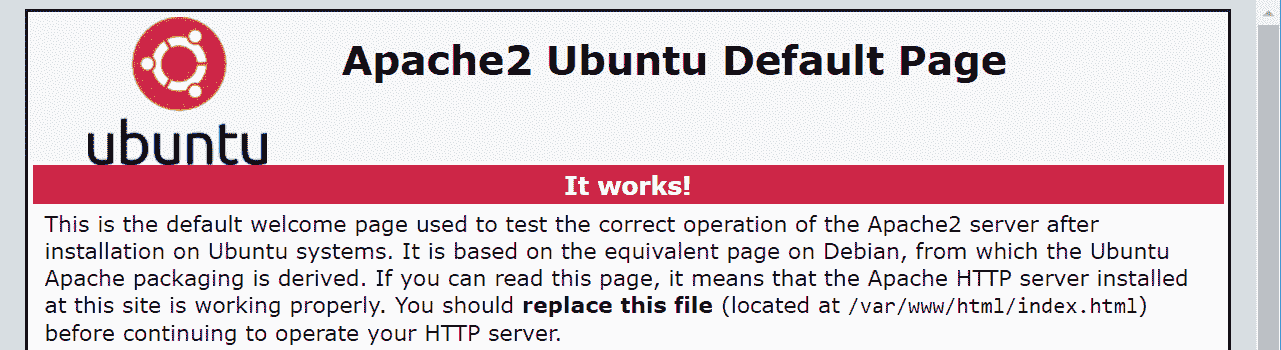 Apache2 Ubuntu Default Page
ubuntu
It works!
This is the default welcome page used to test the correct operation of the Apache2 server after
installation on Ubuntu systems. It is based on the equivalent page on Debian, from which the Ubuntu
Apache packaging is derived. If you can read this page, it means that the Apache HTTP server installed
at this site is working properly. You should replace this file (located at /var/www/html/index.html)
before continuing to operate your HTTP server.